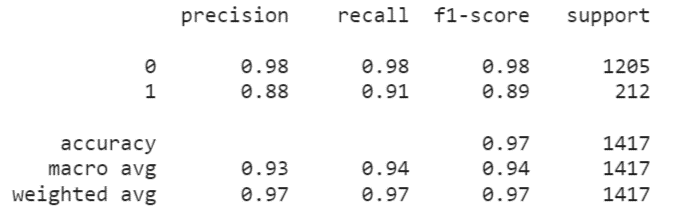 precision recall f1-score support
0 0.98 0.98 0.98 1205
1 0.88 0.91 0.89 212
accuracy 0.97 1417
macro avg 0.93 0.94 0.94 1417
weighted avg 0.97 0.97 0.97 1417